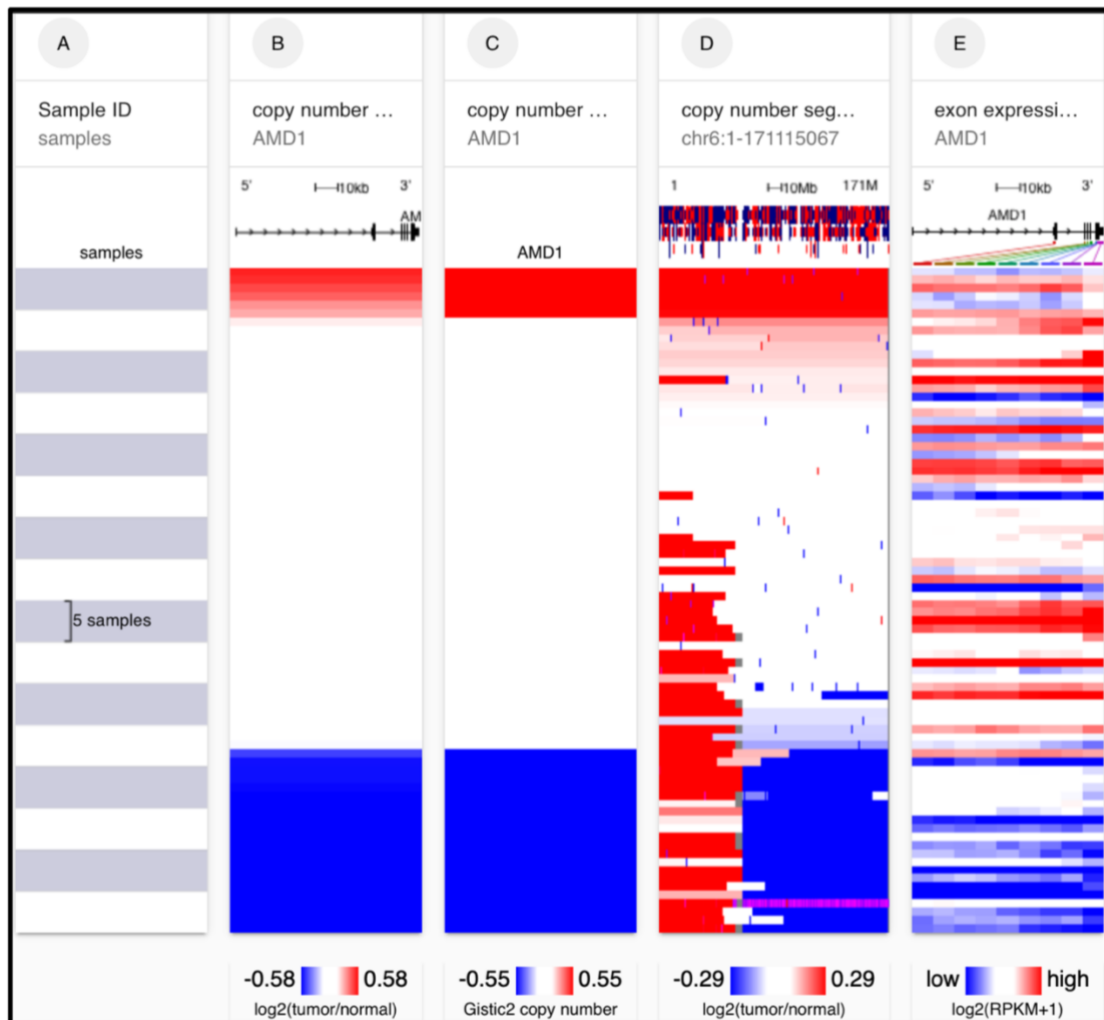 A
B
C
D
E
Sample ID
samples
copy number ...
AMD1
copy number ...
AMD1
copy number seg...
chr6:1-171115067
exon expressi...
AMD1
5'
10kb
3'
AM
1
10Mb
171M
5'
10kb
3'
AMD1
samples
AMD1
5 samples
-0.58
0.58
log2(tumor/normal)
-0.55
0.55
Gistic2 copy number
-0.29
0.29
log2(tumor/normal)
low
high
log2(RPKM+1)